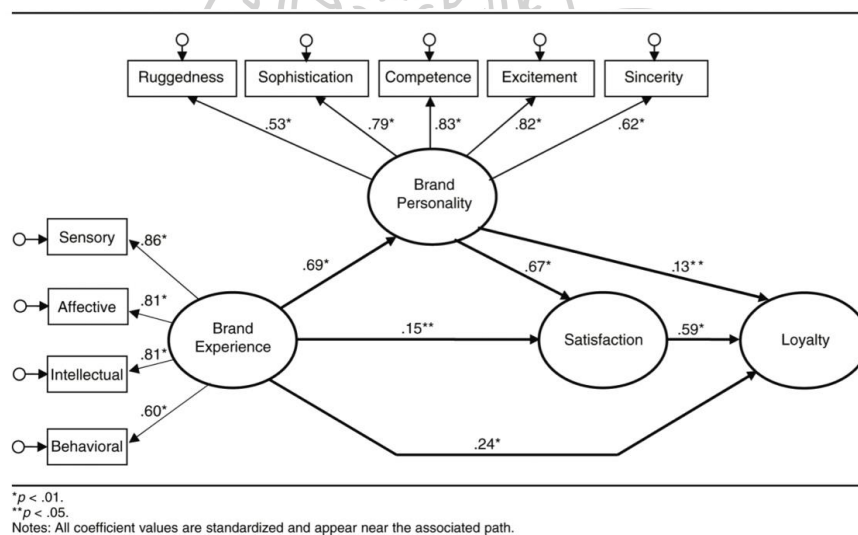 Ruggedness Sophistication Competence Excitement Sincerity
.53* .79* .83* .82* .62*
Brand
Personality
Sensory
.86*
.69* .67* .13**
Affective .81*
Brand
Experience
.15** Satisfaction .59* Loyalty
.81*
Intellectual
.60*
Behavioral .24*
*p < .01.
**p < .05.
Notes: All coefficient values are standardized and appear near the associated path.